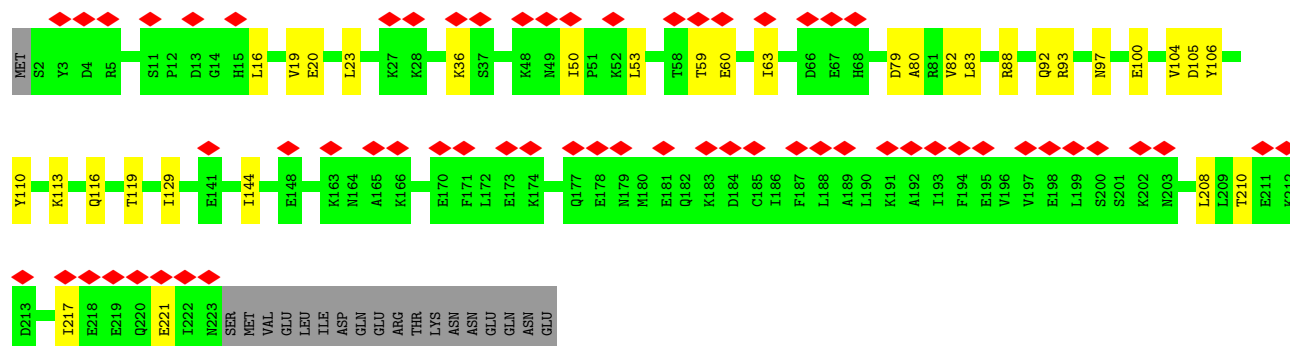 MET S2 Y3 D4 R5 S11 P12 D13 G14 H15 L16 V19 E20 L23 K27 K28 K36 S37 K48 N49 I50 P51 K52 L53 T58 T59 E60 I63 D66 E67 H68 D79 A80 R81 V82 L83 R88 Q92 R93 N97 E100 V104 D105 Y106
Y110 K113 Q116 T119 I129 E141 I144 E148 K163 N164 A165 K166 E170 F171 L172 E173 K174 Q177 E178 N179 M180 E181 Q182 K183 D184 C185 I186 F187 L188 A189 L190 K191 A192 I193 F194 E195 V196 V197 E198 L199 S200 S201 K202 N203 L208 L209 T210 E211 K212
D213 I217 E218 E219 Q220 E221 I222 N223 SER MET VAL GLU LEU ILE ASP GLN GLU ARG THR LYS ASN ASN GLU GLN ASN GLU